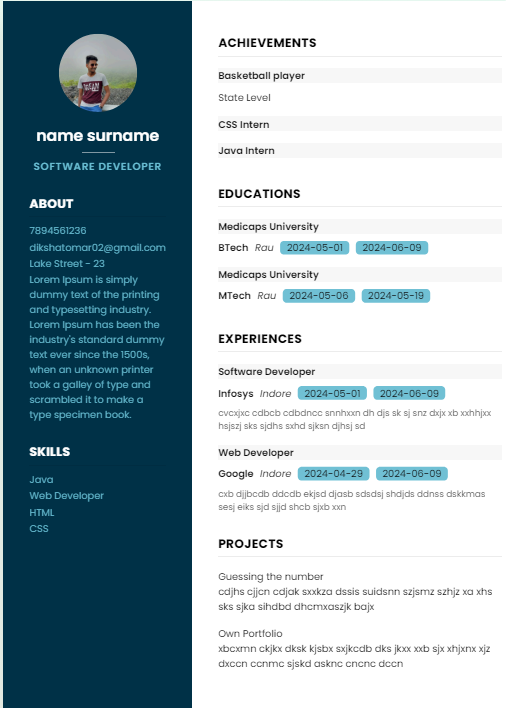 name surname
SOFTWARE DEVELOPER
ABOUT
7894561236
dikshatomar02@gmail.com
Lake Street - 23
Lorem Ipsum is simply
dummy text of the printing
and typesetting industry.
Lorem Ipsum has been the
industry's standard dummy
text ever since the 1500s,
when an unknown printer
took a galley of type and
scrambled it to make a
type specimen book.
SKILLS
Java
Web Developer
HTML
CSS
ACHIEVEMENTS
Basketball player
State Level
CSS Intern
Java Intern
EDUCATIONS
Medicaps University
BTech Rau 2024-05-01 2024-06-09
Medicaps University
MTech Rau 2024-05-06 2024-05-19
EXPERIENCES
Software Developer
Infosys Indore 2024-05-01 2024-06-09
cvcxjxc cdbcb cdbdncc snnhxxn dh djs sk sj snz dxjx xb xxhhjxx
hsjszj sks sjdhs sxhd sjksn djhsj sd
Web Developer
Google Indore 2024-04-29 2024-06-09
cxb djjbcdb ddcdb ekjsd djasb sdsdsj shdjds ddnss dskkmas
sesj eiks sjd sjjd shcb sjxb xxn
PROJECTS
Guessing the number
cdjhs cjjcn cdjak sxxkza dssis suidsnn szjsmz szhjz xa xhs
sks sjka sihdbd dhcmxaszjk bajx
Own Portfolio
xbcxmn ckjkx dksk kjsbx sxjkcdb dks jkxx xxb sjx xhjxnx xjz
dxccn ccnmc sjskd asknc cncnc dccn